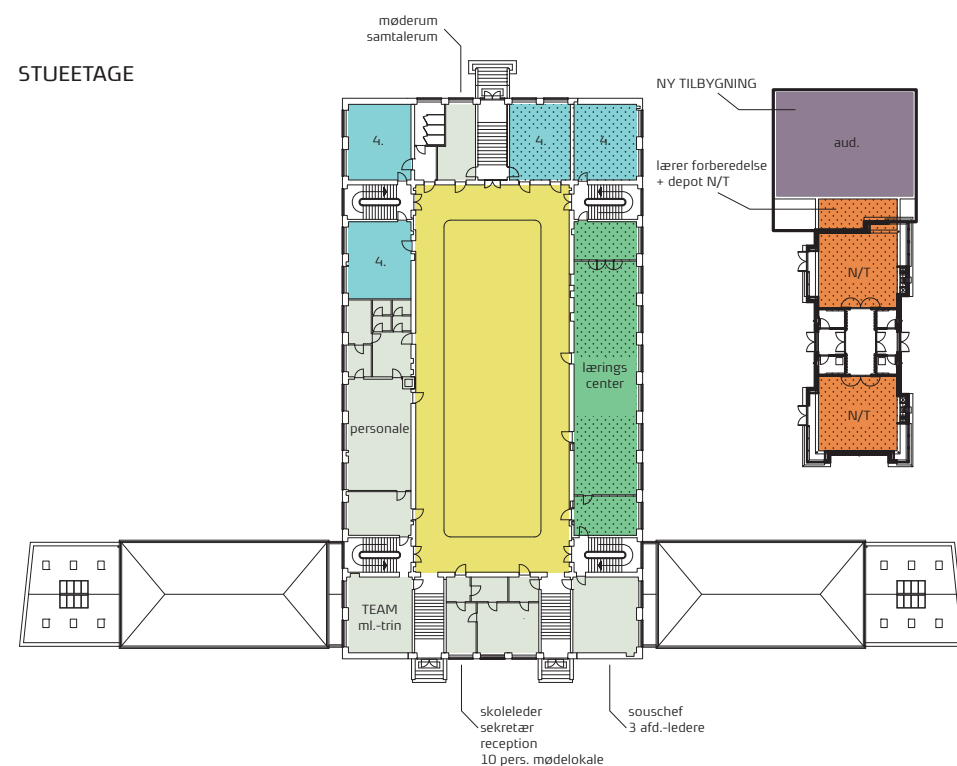 møderum
samtalerum
STUEETAGE
NY TILBYGNING
aud.
lærer forberedelse
+ depot N/T
4.
4.
4.
4.
N/T
lærings
center
N/T
personale
TEAM
ml.-trin
skoleleder
sekretær
reception
10 pers. mødelokale
souschef
3 afd.-ledere